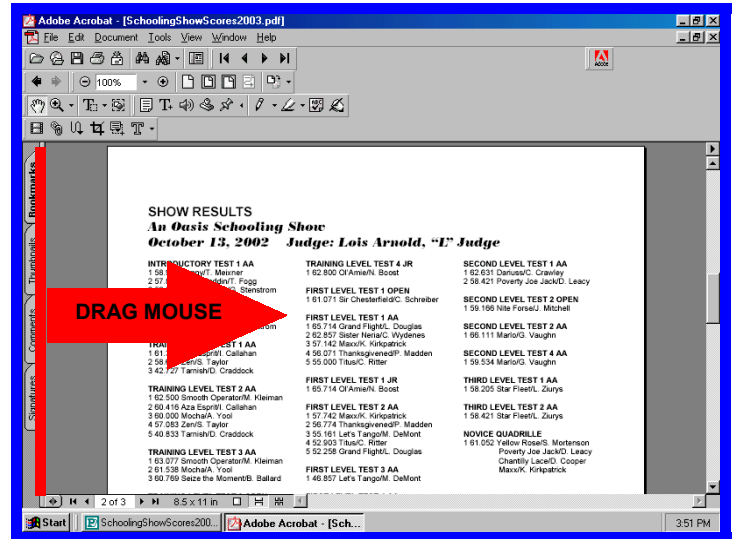 Adobe Acrobat - [SchoolingShowScores2003.pdf]
File Edit Document Tools View Window Help
Adobe
100%
Bookmarks
Thumbnails
Comments
Signatures
SHOW RESULTS
An Oasis Schooling Show
October 13, 2002 Judge: Lois Arnold, “L” Judge
INTRODUCTORY TEST 1 AA
T. Meixner
T. Fogg
Stenstrom
DRAG MOUSE
TEST 1 AA
L. Callahan
Zen/S. Taylor
3 42.727 Tarnish/D. Craddock
TRAINING LEVEL TEST 2 AA
1 62.500 Smooth Operator/M. Kleiman
2 60.416 Aza Esprit/l. Callahan
3 60.000 Mocha/A. Yool
4 57.083 Zen/S. Taylor
5 40.833 Tarnish/D. Craddock
TRAINING LEVEL TEST 3 AA
1 63.077 Smooth Operator/M. Kleiman
2 61.538 Mocha/A. Yool
3 60.769 Seize the Moment/B. Ballard
TRAINING LEVEL TEST 4 JR
1 62.800 Ol'Amie/N. Boost
FIRST LEVEL TEST 1 OPEN
1 61.071 Sir Chesterfield/C. Schreiber
FIRST LEVEL TEST 1 AA
1 65.714 Grand Flight/L. Douglas
2 62.857 Sister Neria/C. Wydenes
3 57.142 Maxx/K. Kirkpatrick
4 56.071 Thanksgivened/P. Madden
5 55.000 Titus/C. Ritter
FIRST LEVEL TEST 1 JR
1 65.714 Ol'Amie/N. Boost
FIRST LEVEL TEST 2 AA
1 57.742 Maxx/K. Kirkpatrick
2 56.774 Thanksgivened/P. Madden
3 55.161 Let's Tango/M. DeMont
4 52.903 Titus/C. Ritter
5 52.258 Grand Flight/L. Douglas
FIRST LEVEL TEST 3 AA
1 46.857 Let's Tango/M. DeMont
SECOND LEVEL TEST 1 AA
1 62.631 Dariuss/C. Crawley
2 58.421 Poverty Joe Jack/D. Leacy
SECOND LEVEL TEST 2 OPEN
1 59.166 Nite Forse/J. Mitchell
SECOND LEVEL TEST 2 AA
1 66.111 Marlo/G. Vaughn
SECOND LEVEL TEST 4 AA
1 59.534 Marlo/G. Vaughn
THIRD LEVEL TEST 1 AA
1 58.205 Star Fleet/L. Ziurys
THIRD LEVEL TEST 2 AA
1 58.421 Star Fleet/L. Ziurys
NOVICE QUADRILLE
1 61.052 Yellow Rose/S. Mortenson
Poverty Joe Jack/D. Leacy
Chantilly Lace/D. Cooper
Maxx/K. Kirkpatrick
2 of 3 8.5 x 11 in
Start SchoolingShowScores200... Adobe Acrobat - [Sch... 3:51 PM